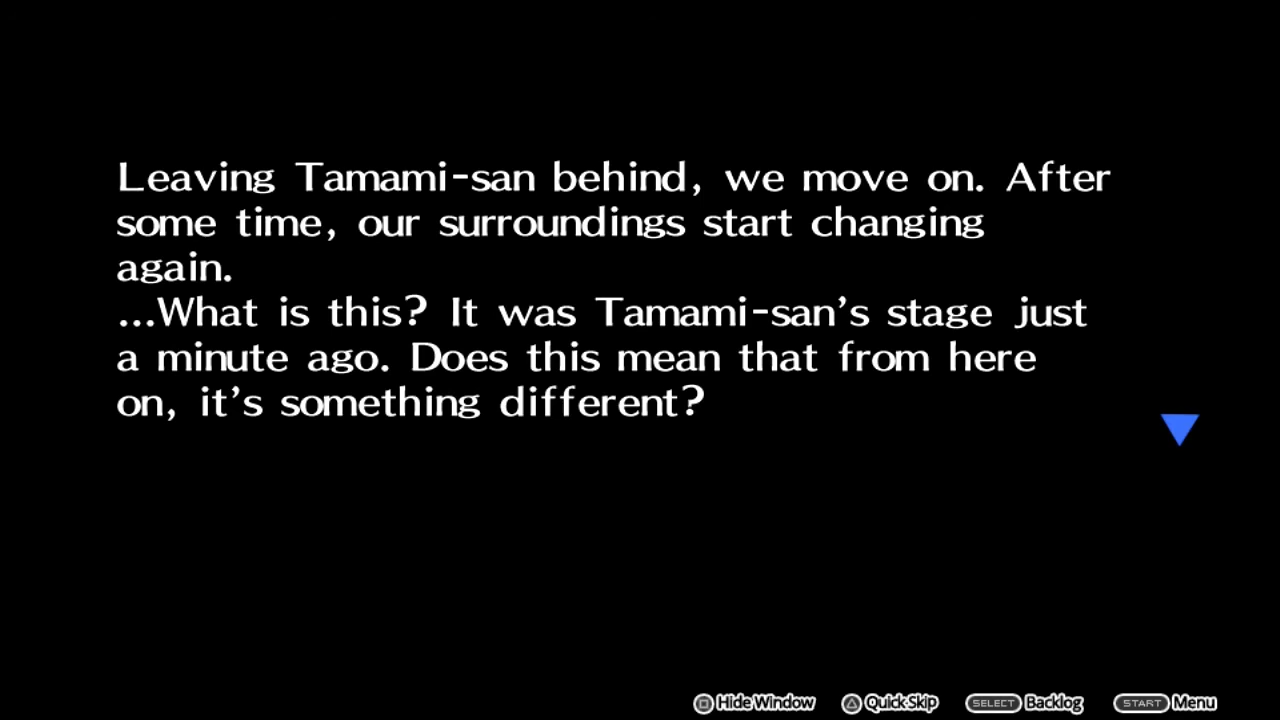 Leaving Tamami-san behind, we move on. After
some time, our surroundings start changing
again.
...What is this? It was Tamami-san's stage just
a minute ago. Does this mean that from here
on, it's something different?
Hide Window Quick Skip SELECT Backlog START Menu